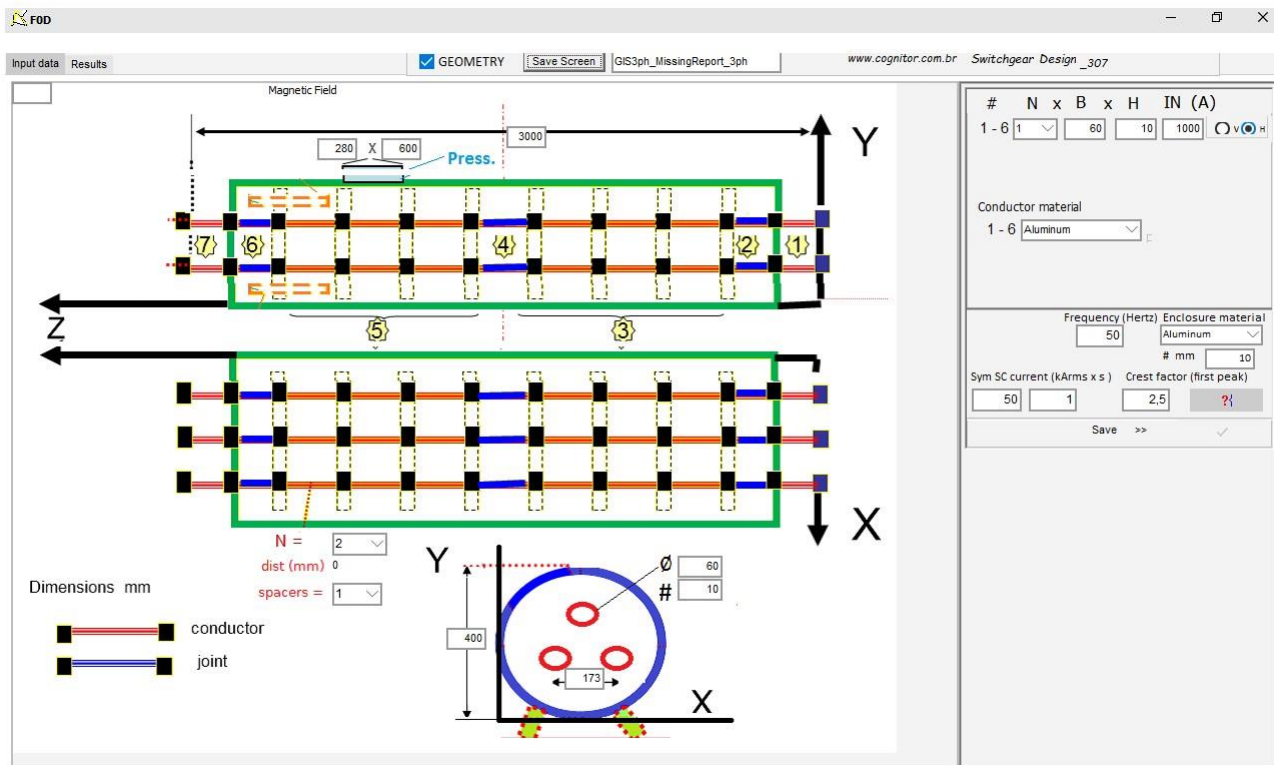 FOD
Input data Results
GEOMETRY Save Screen GIS3ph_MissingReport_3ph www.cognitor.com.br Switchgear Design _307
Magnetic Field
3000
280 X 600
Press.
Y
7 6 4 2 1
Z
5 3
X
N = 2
dist (mm) 0
spacers = 1
Dimensions mm
conductor
joint
Y
Ø 60
# 10
400
173
X
# N x B x H IN (A)
1 - 6 1 60 10 1000 V H
Conductor material
1 - 6 Aluminum
Frequency (Hertz) Enclosure material
50 Aluminum
# mm 10
Sym SC current (kArms x s ) Crest factor (first peak)
50 1 2,5 ?
Save >>